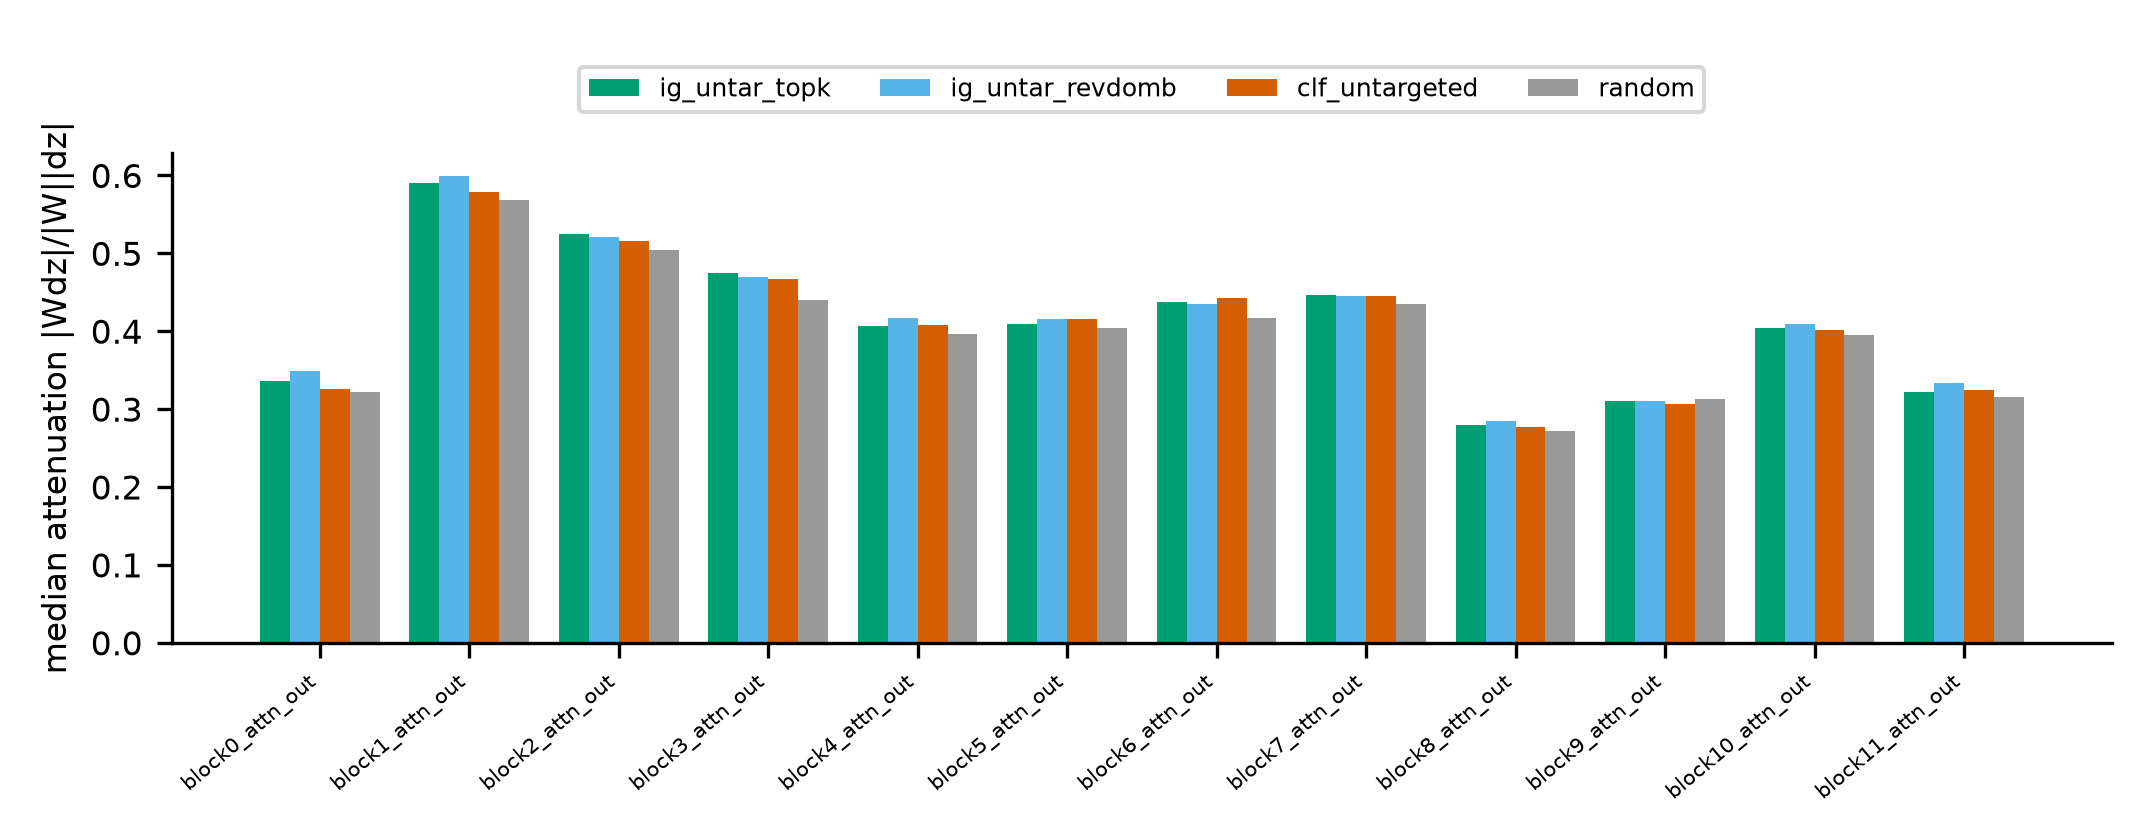 ig_untar_topk ig_untar_revdomb clf_untargeted random
median attenuation |Wdz|/|W||dz|
0.6
0.5
0.4
0.3
0.2
0.1
0.0
block0_attn_out
block1_attn_out
block2_attn_out
block3_attn_out
block4_attn_out
block5_attn_out
block6_attn_out
block7_attn_out
block8_attn_out
block9_attn_out
block10_attn_out
block11_attn_out